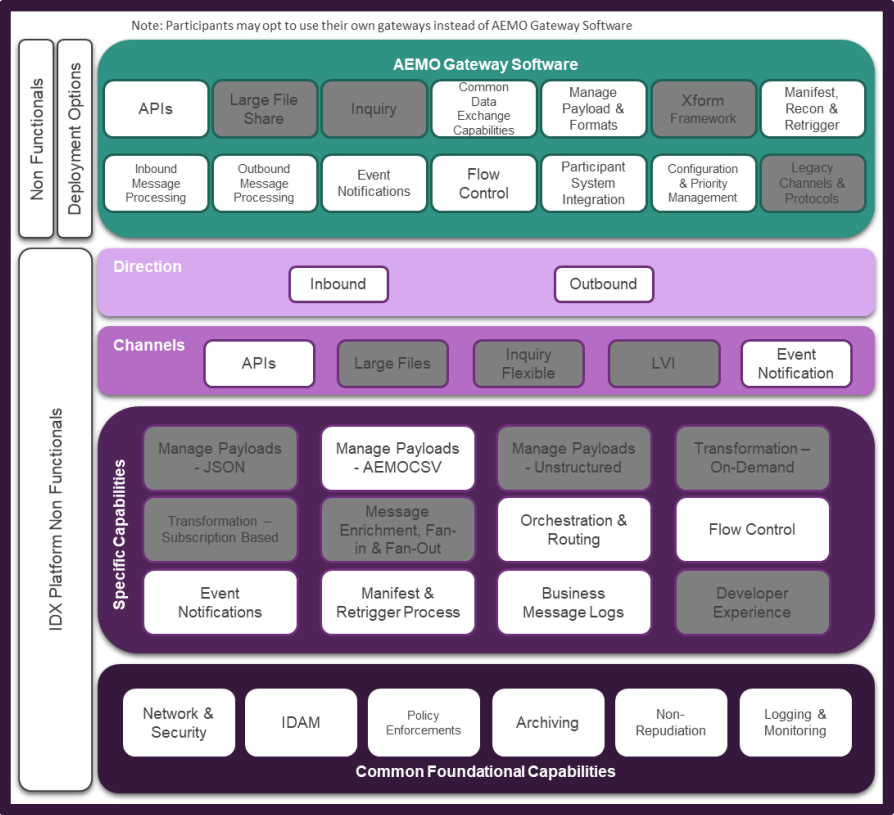 Note: Participants may opt to use their own gateways instead of AEMO Gateway Software
Non Functionals
Deployment Options
AEMO Gateway Software
APIs
Large File
Share
Inquiry
Common
Data
Exchange
Capabilities
Manage
Payload &
Formats
Xform
Framework
Manifest,
Recon &
Retrigger
Inbound
Message
Processing
Outbound
Message
Processing
Event
Notifications
Flow
Control
Participant
System
Integration
Configuration
& Priority
Management
Legacy
Channels &
Protocols
IDX Platform Non Functionals
Direction
Inbound
Outbound
Channels
APIs
Large Files
Inquiry
Flexible
LVI
Event
Notification
Specific Capabilities
Manage Payloads
- JSON
Manage Payloads
- AEMOCSV
Manage Payloads
- Unstructured
Transformation –
On-Demand
Transformation –
Subscription Based
Message
Enrichment, Fan-
in & Fan-Out
Orchestration &
Routing
Flow Control
Event
Notifications
Manifest &
Retrigger Process
Business
Message Logs
Developer
Experience
Network &
Security
IDAM
Policy
Enforcements
Archiving
Non-
Repudiation
Logging &
Monitoring
Common Foundational Capabilities